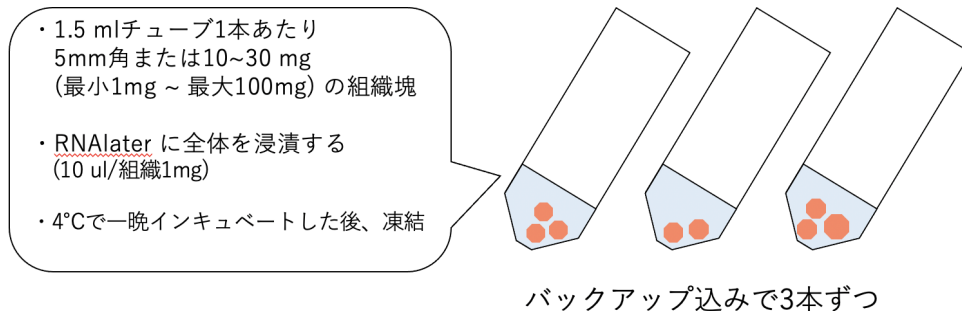 ・1.5 mlチューブ1本あたり
5mm角または10~30 mg
(最小1mg ~ 最大100mg) の組織塊
・RNAlater に全体を浸漬する
(10 ul/組織1mg)
・4℃で一晩インキュベートした後、凍結
バックアップ込みで3本ずつ